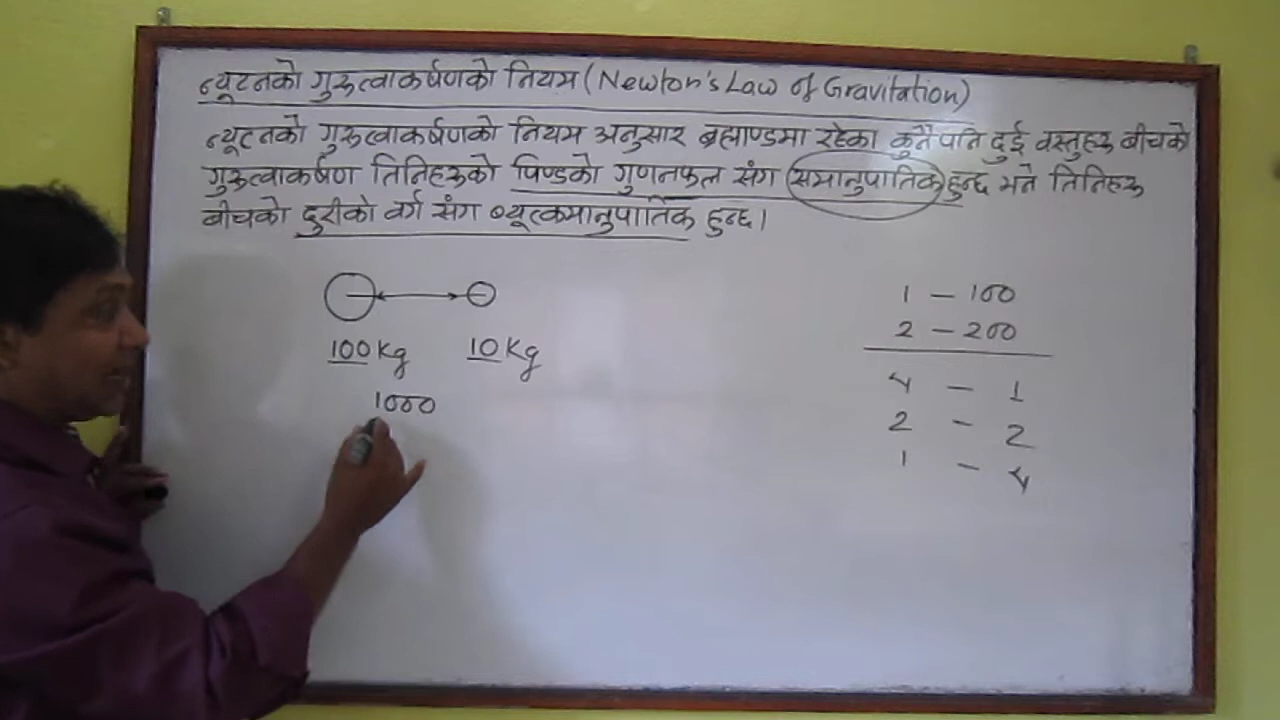 न्यूटनको गुरुत्वाकर्षणको नियम (Newton's Law of Gravitation)
न्यूटनको गुरुत्वाकर्षणको नियम अनुसार ब्रह्माण्डमा रहेका कुनैपनि दुई वस्तुहरु बीचको
गुरुत्वाकर्षण तिनिहरुको पिण्डको गुणनफल संग समानुपातिक हुन्छ भने तिनिहरु
बीचको दुरीको वर्ग संग व्यूत्क्रमानुपातिक हुन्छ।
100 Kg 10 Kg
1000
1 – 100
2 – 200
४ – 1
2 – 2
1 – ४